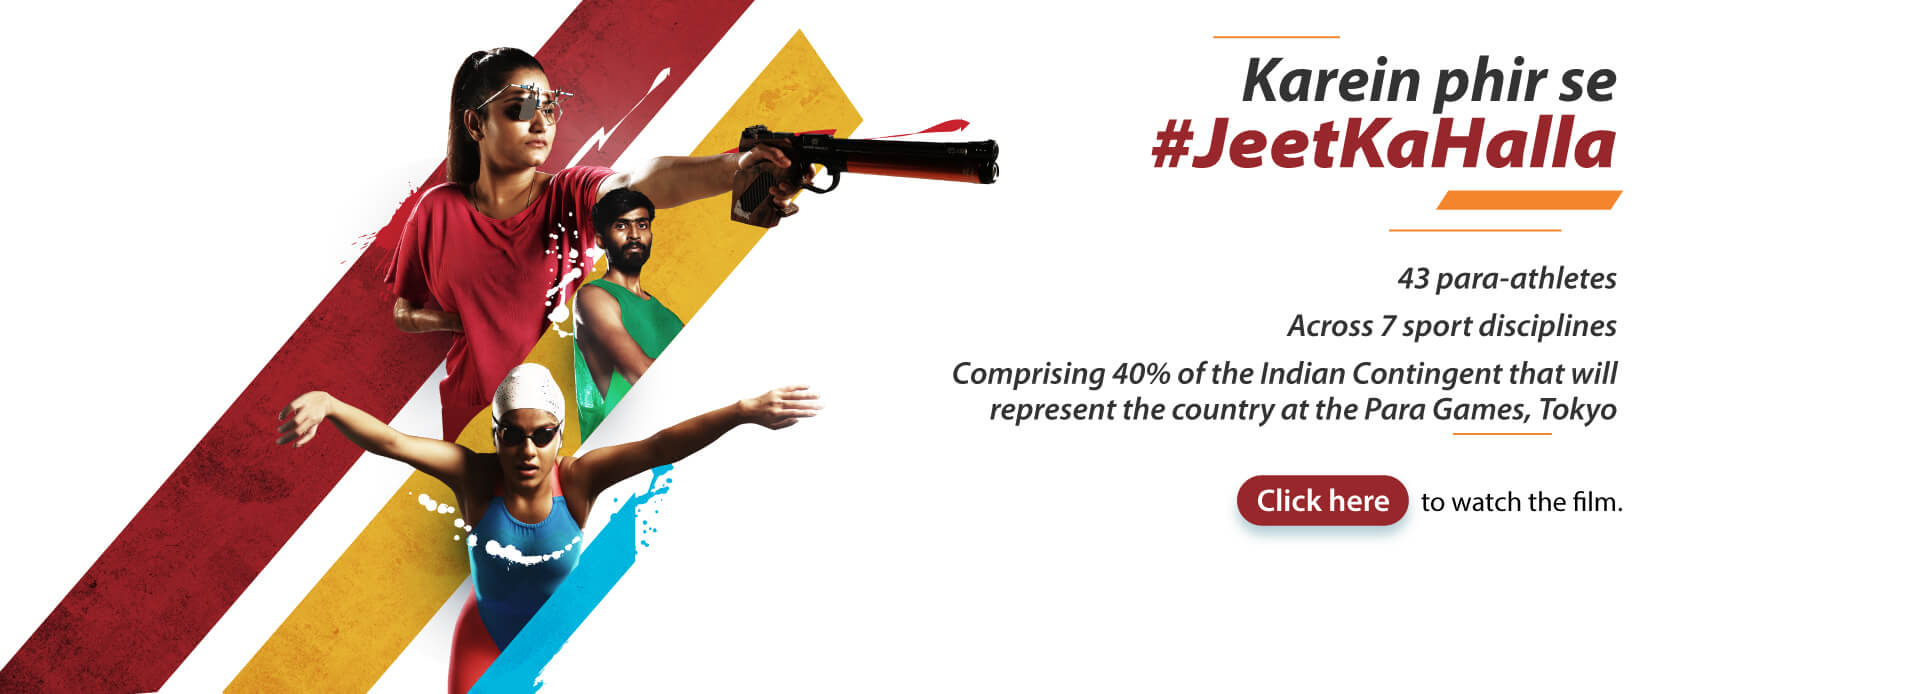 Karein phir se
#JeetKaHalla
43 para-athletes
Across 7 sport disciplines
Comprising 40% of the Indian Contingent that will
represent the country at the Para Games, Tokyo
Click here to watch the film.